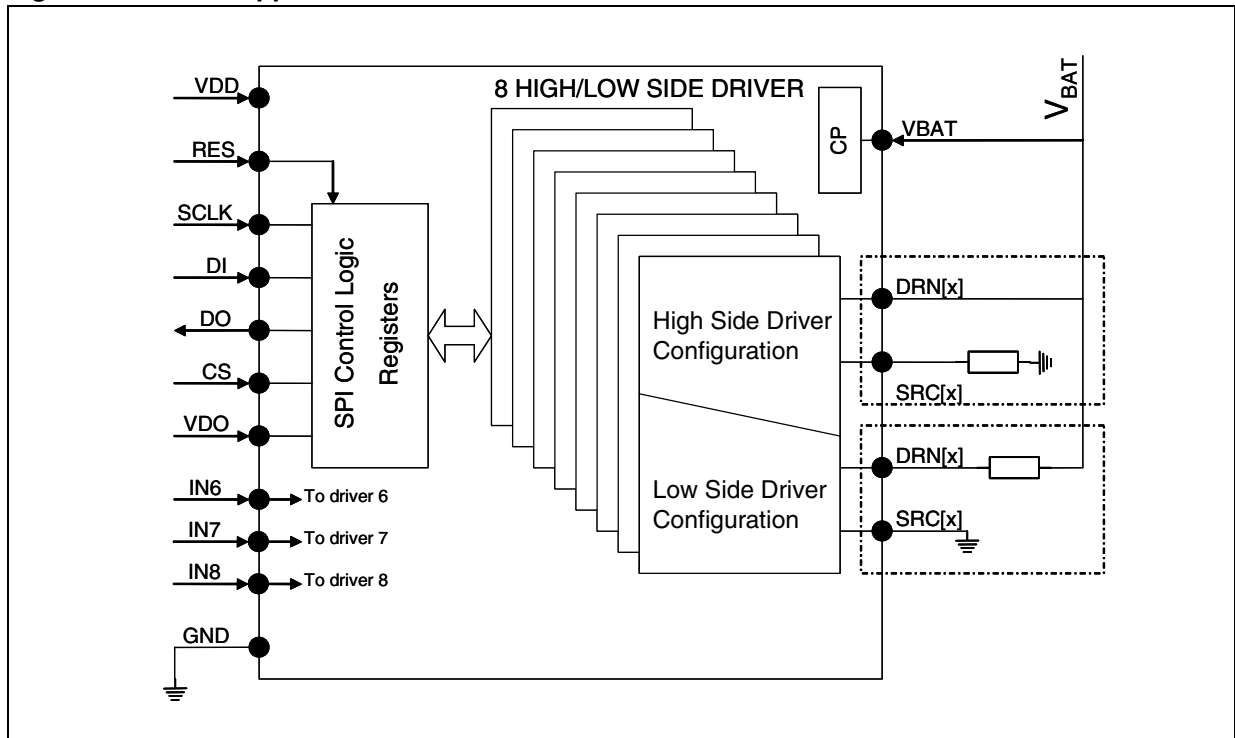 VDD
RES
SCLK
DI
DO
CS
VDO
IN6
IN7
IN8
GND
SPI Control Logic
Registers
To driver 6
To driver 7
To driver 8
8 HIGH/LOW SIDE DRIVER
CP
VBAT
VBAT
High Side Driver
Configuration
Low Side Driver
Configuration
DRN[x]
SRC[x]
DRN[x]
SRC[x]